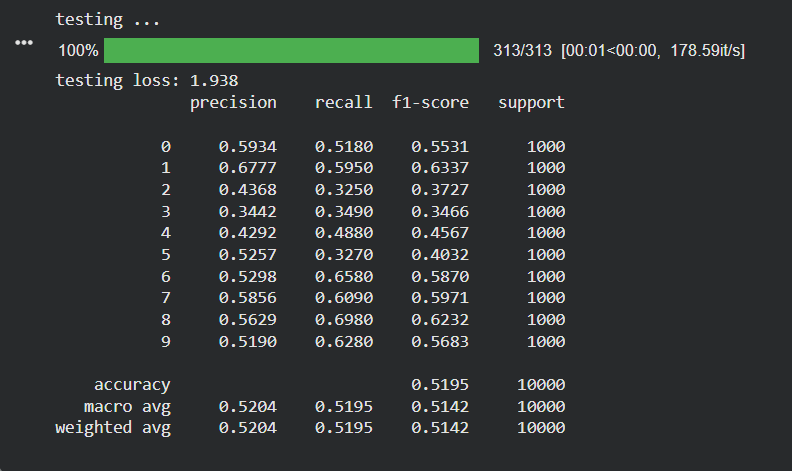 testing ...
100% 313/313 [00:01<00:00, 178.59it/s]
testing loss: 1.938
precision recall f1-score support
0 0.5934 0.5180 0.5531 1000
1 0.6777 0.5950 0.6337 1000
2 0.4368 0.3250 0.3727 1000
3 0.3442 0.3490 0.3466 1000
4 0.4292 0.4880 0.4567 1000
5 0.5257 0.3270 0.4032 1000
6 0.5298 0.6580 0.5870 1000
7 0.5856 0.6090 0.5971 1000
8 0.5629 0.6980 0.6232 1000
9 0.5190 0.6280 0.5683 1000
accuracy 0.5195 10000
macro avg 0.5204 0.5195 0.5142 10000
weighted avg 0.5204 0.5195 0.5142 10000